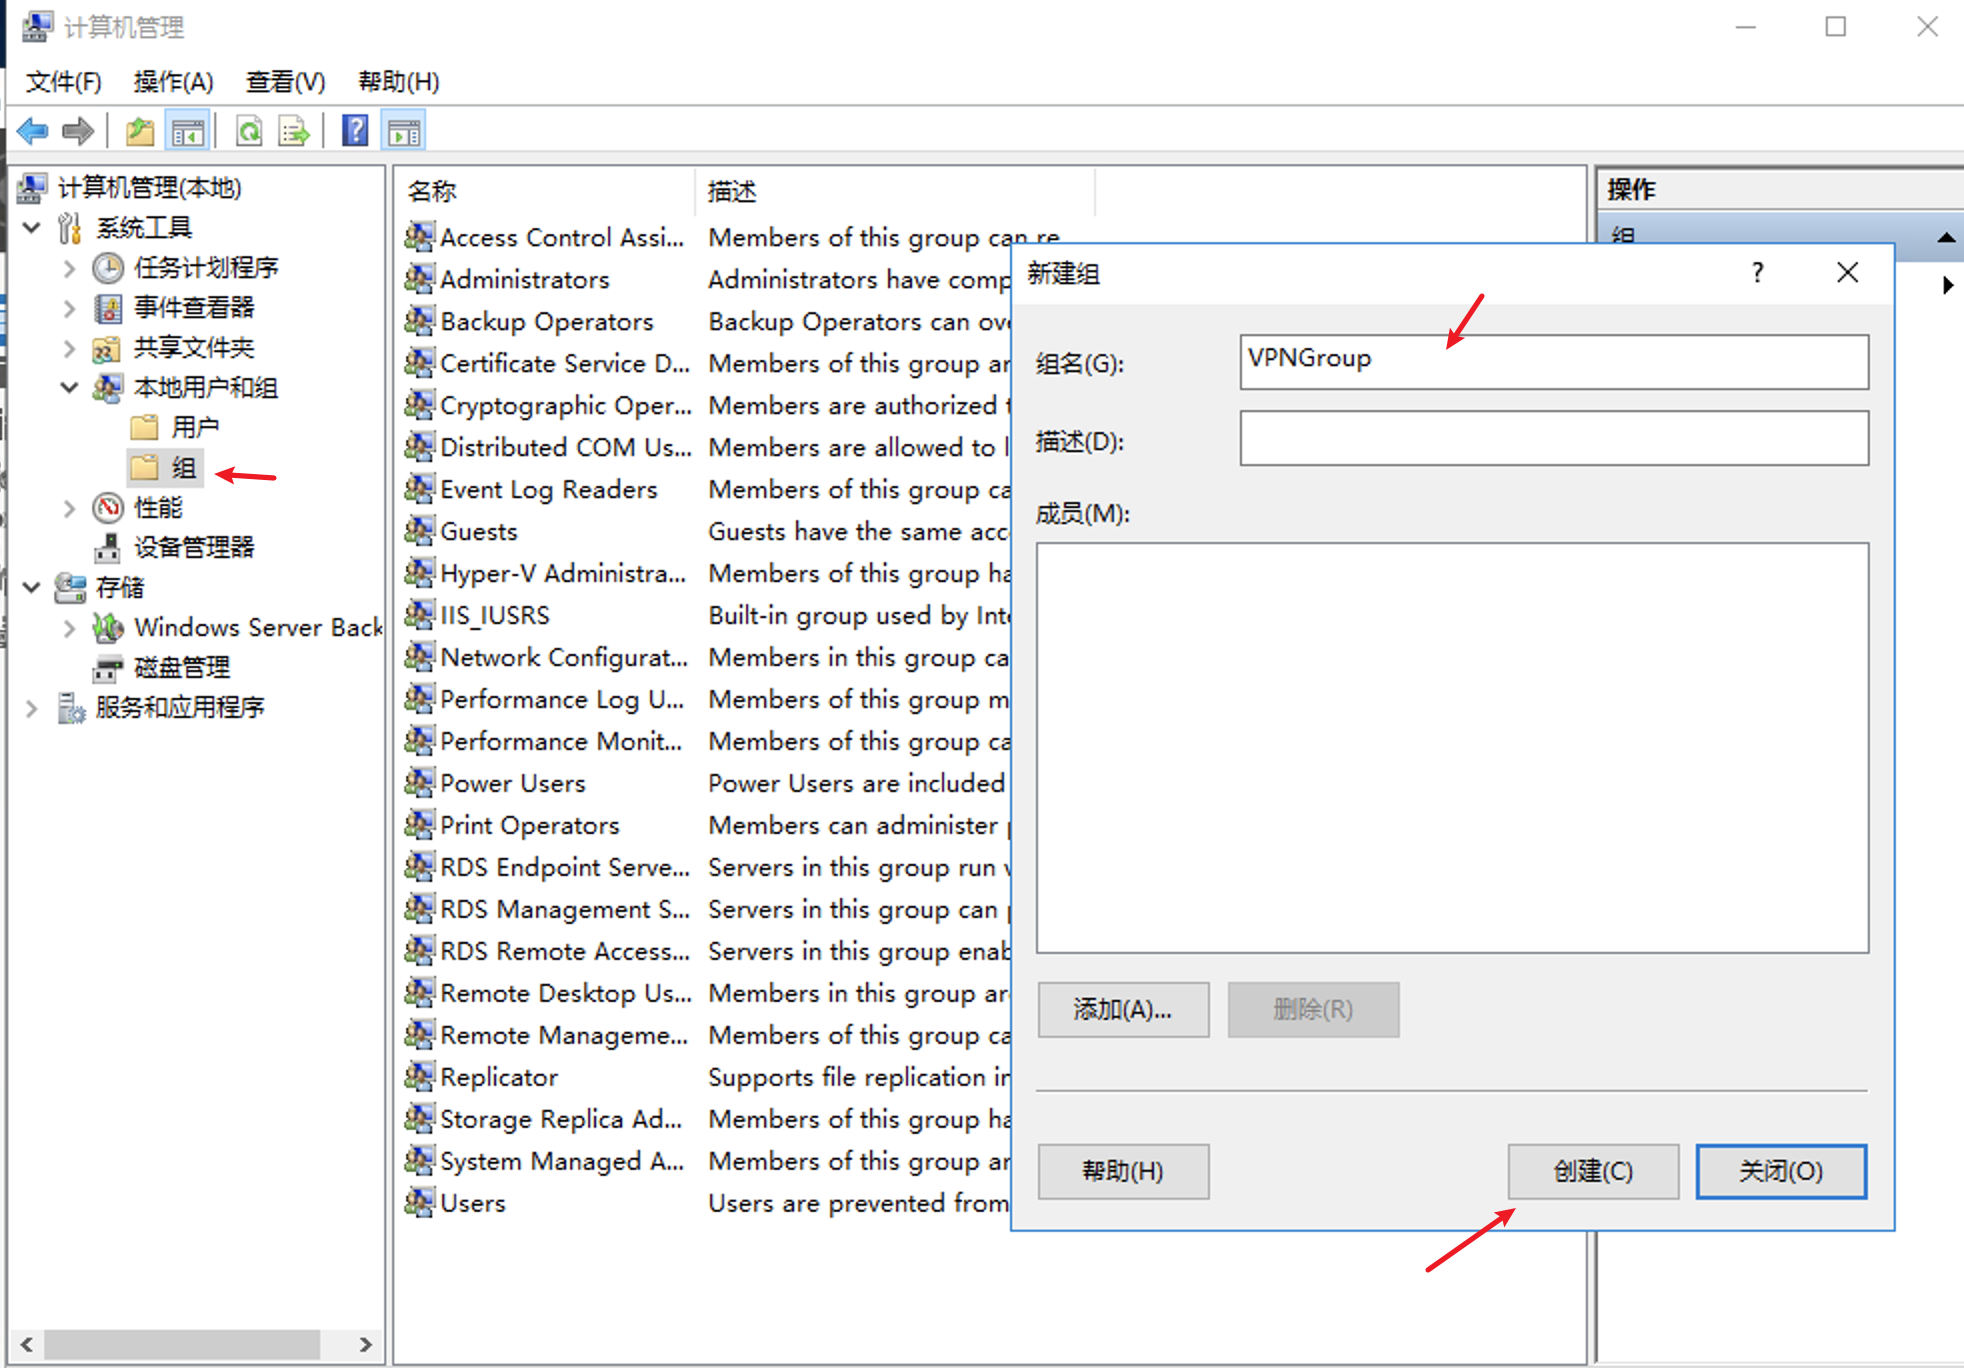 计算机管理
文件(F) 操作(A) 查看(V) 帮助(H)
计算机管理(本地)
系统工具
任务计划程序
事件查看器
共享文件夹
本地用户和组
用户
组
性能
设备管理器
存储
Windows Server Back
磁盘管理
服务和应用程序
名称 描述
Access Control Assi... Members of this group can re
Administrators Administrators have comp
Backup Operators Backup Operators can ov
Certificate Service D... Members of this group ar
Cryptographic Oper... Members are authorized
Distributed COM Us... Members are allowed to l
Event Log Readers Members of this group ca
Guests Guests have the same acc
Hyper-V Administra... Members of this group ha
IIS_IUSRS Built-in group used by Int
Network Configurat... Members in this group ca
Performance Log U... Members of this group m
Performance Monit... Members of this group ca
Power Users Power Users are included
Print Operators Members can administer p
RDS Endpoint Serve... Servers in this group run v
RDS Management S... Servers in this group can p
RDS Remote Access... Servers in this group enab
Remote Desktop Us... Members in this group ar
Remote Manageme... Members of this group ca
Replicator Supports file replication in
Storage Replica Ad... Members of this group ha
System Managed A... Members of this group ar
Users Users are prevented from
操作
组
新建组
组名(G): VPNGroup
描述(D):
成员(M):
添加(A)... 删除(R)
帮助(H) 创建(C) 关闭(O)